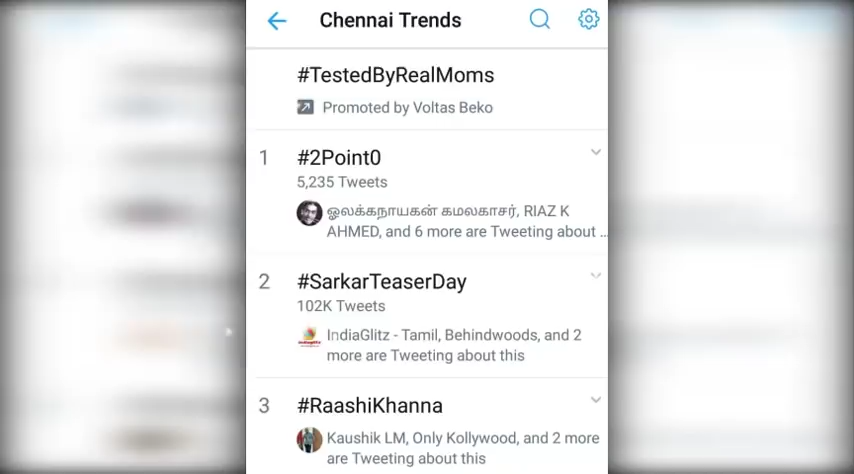 Chennai Trends
#TestedByRealMoms
Promoted by Voltas Beko
1 #2Point0
5,235 Tweets
ஓலக்கநாயகன் கமலகாசர், RIAZ K
AHMED, and 6 more are Tweeting about ...
2 #SarkarTeaserDay
102K Tweets
IndiaGlitz - Tamil, Behindwoods, and 2
more are Tweeting about this
3 #RaashiKhanna
Kaushik LM, Only Kollywood, and 2 more
are Tweeting about this